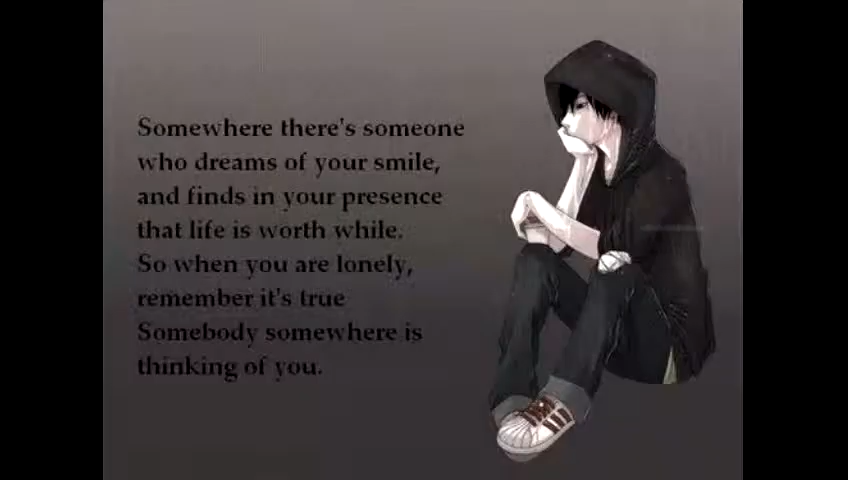 Somewhere there's someone
who dreams of your smile,
and finds in your presence
that life is worth while.
So when you are lonely,
remember it's true
Somebody somewhere is
thinking of you.